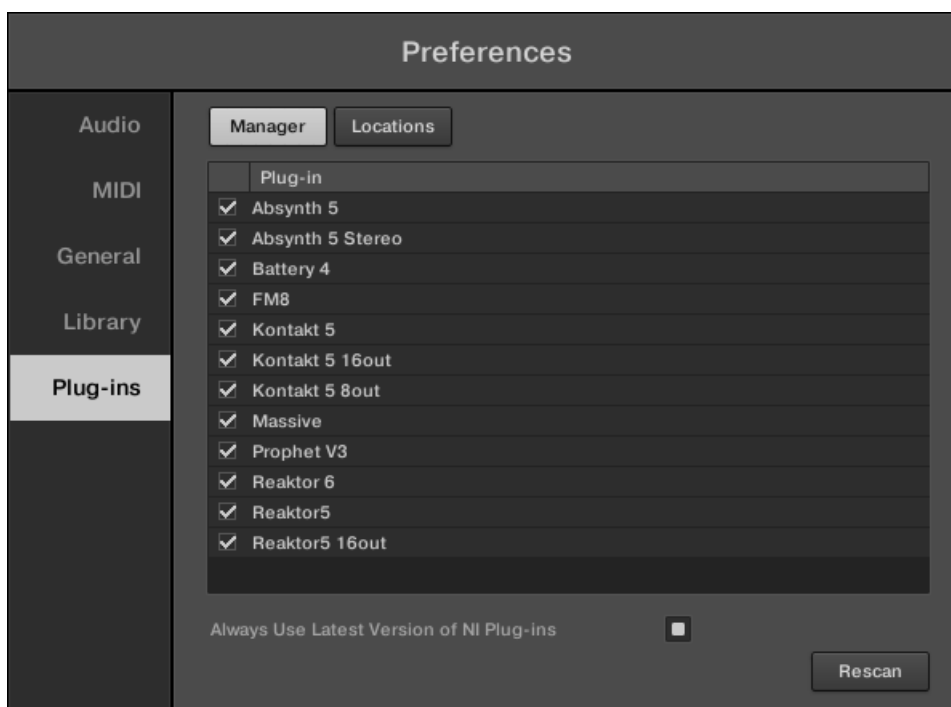 Preferences
Audio
MIDI
General
Library
Plug-ins
Manager Locations
Plug-in
Absynth 5
Absynth 5 Stereo
Battery 4
FM8
Kontakt 5
Kontakt 5 16out
Kontakt 5 8out
Massive
Prophet V3
Reaktor 6
Reaktor5
Reaktor5 16out
Always Use Latest Version of NI Plug-ins
Rescan